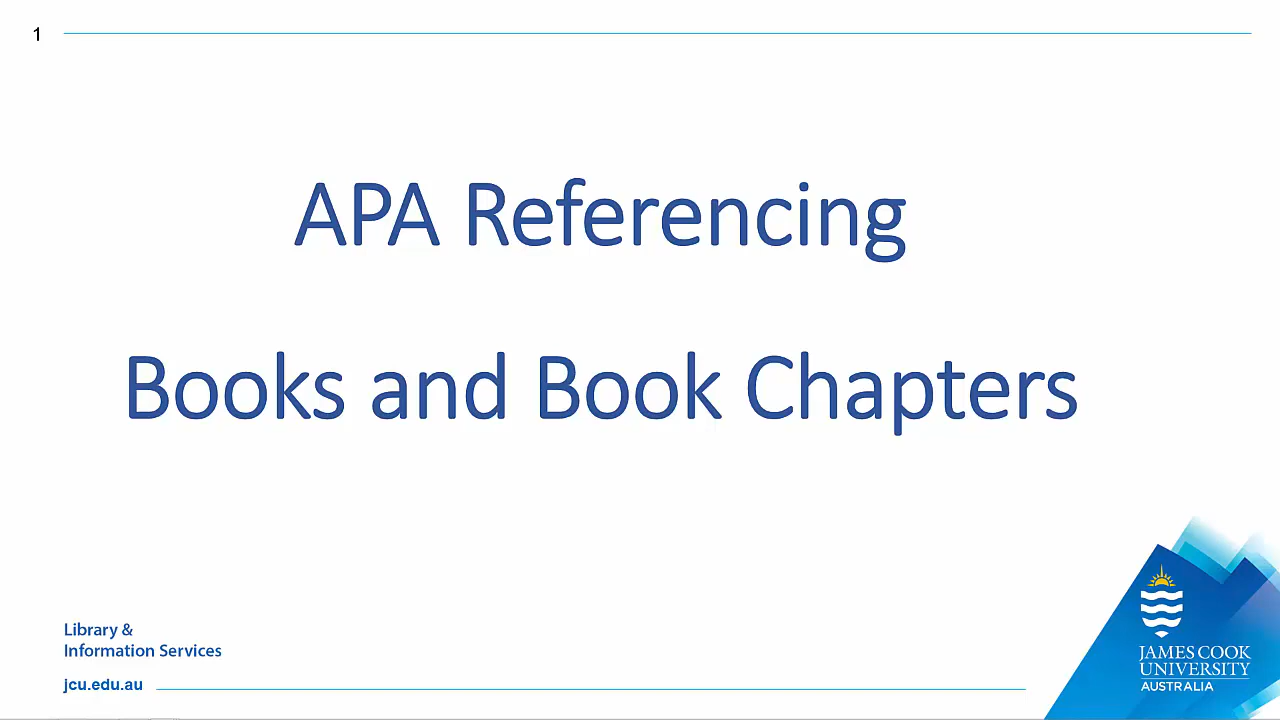 1
APA Referencing
Books and Book Chapters
Library &
Information Services
jcu.edu.au
JAMES COOK
UNIVERSITY
AUSTRALIA